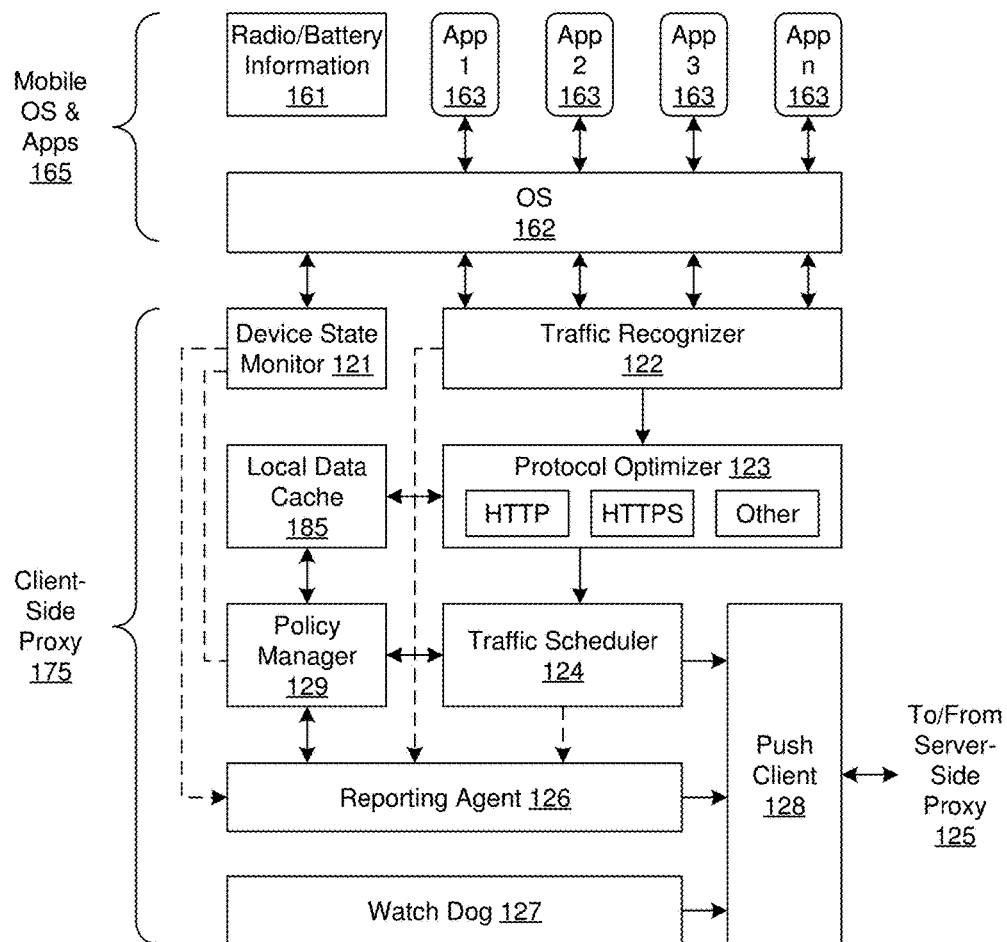 Mobile
OS &
Apps
165
Radio/Battery
Information
161
App
1
163
App
2
163
App
3
163
App
n
163
OS
162
Client-
Side
Proxy
175
Device State
Monitor 121
Traffic Recognizer
122
Local Data
Cache
185
Protocol Optimizer 123
HTTP
HTTPS
Other
Policy
Manager
129
Traffic Scheduler
124
Push
Client
128
To/From
Server-
Side
Proxy
125
Reporting Agent 126
Watch Dog 127